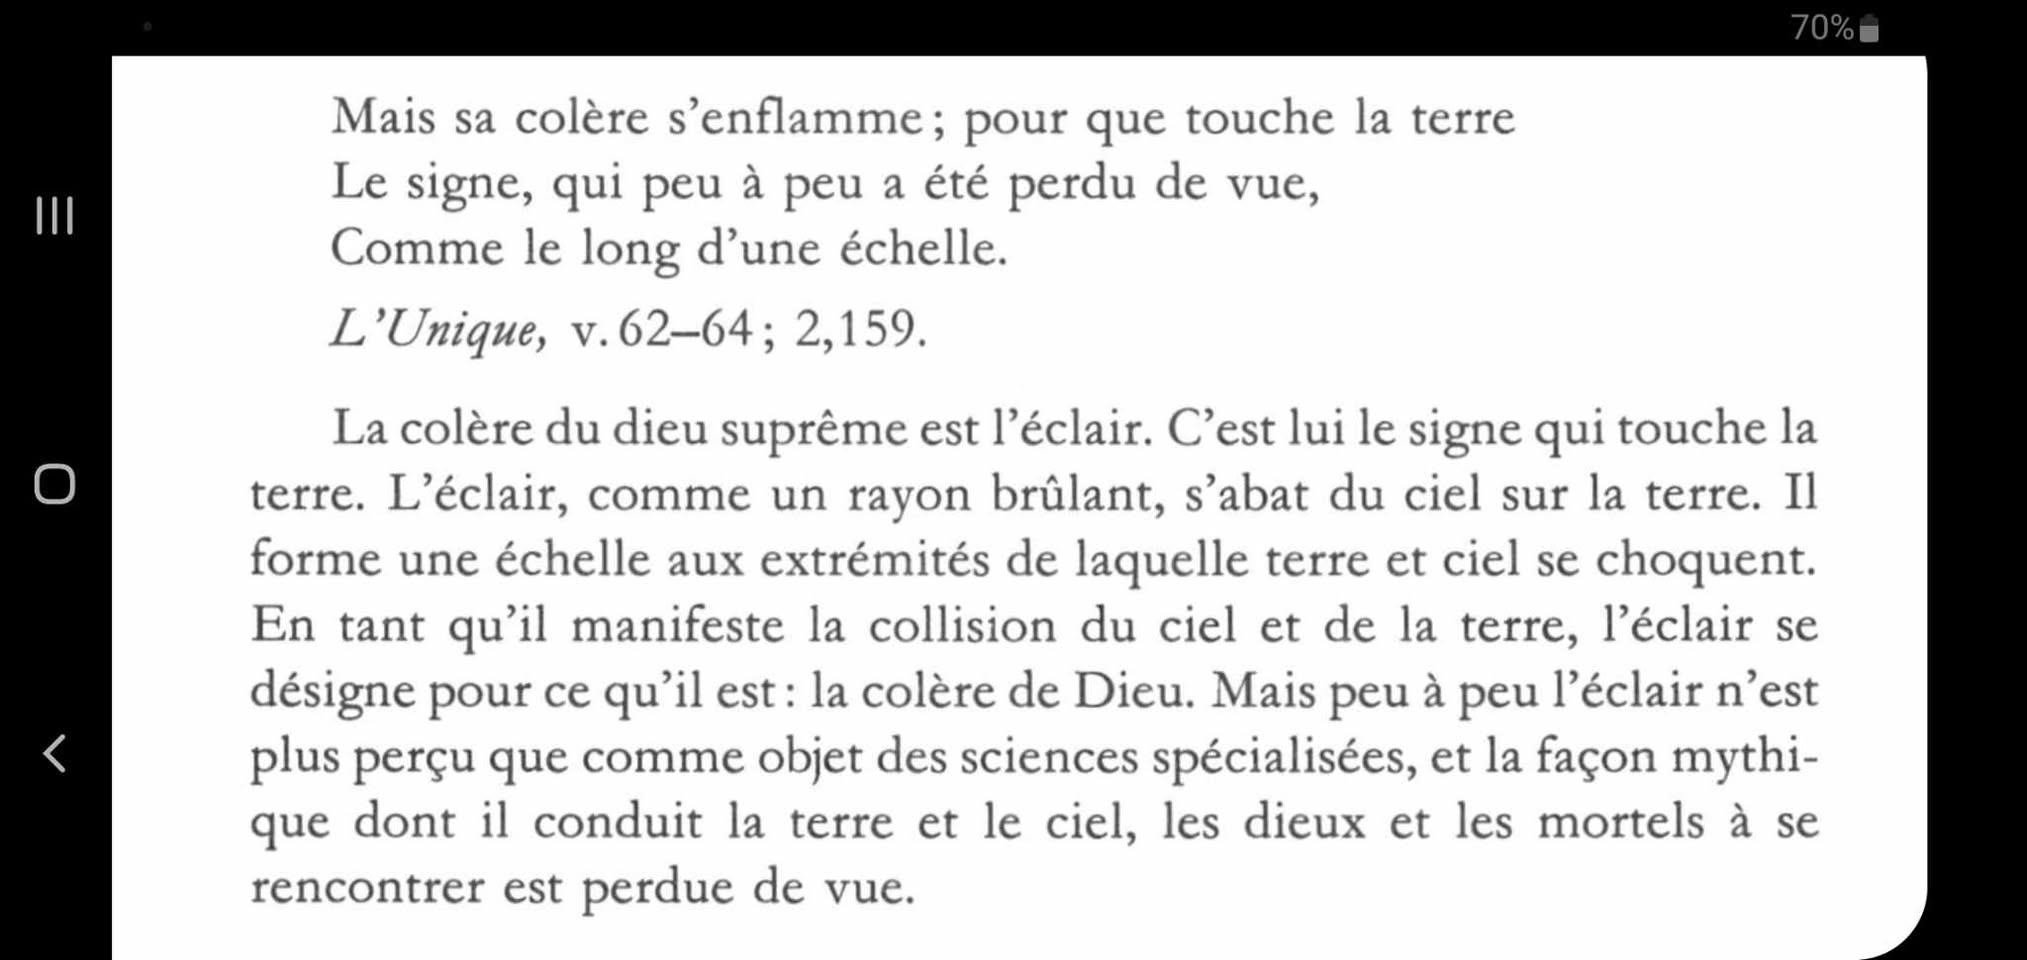 70%
Mais sa colère s’enflamme ; pour que touche la terre
Le signe, qui peu à peu a été perdu de vue,
Comme le long d’une échelle.
L’Unique, v. 62–64 ; 2,159.
La colère du dieu suprême est l’éclair. C’est lui le signe qui touche la
terre. L’éclair, comme un rayon brûlant, s’abat du ciel sur la terre. Il
forme une échelle aux extrémités de laquelle terre et ciel se choquent.
En tant qu’il manifeste la collision du ciel et de la terre, l’éclair se
désigne pour ce qu’il est : la colère de Dieu. Mais peu à peu l’éclair n’est
plus perçu que comme objet des sciences spécialisées, et la façon mythi-
que dont il conduit la terre et le ciel, les dieux et les mortels à se
rencontrer est perdue de vue.